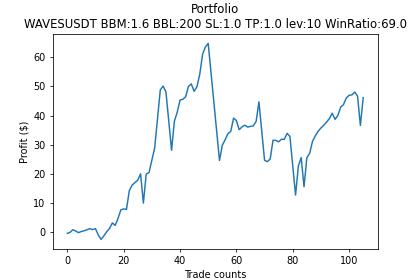 Portfolio
WAVESUSDT BBM:1.6 BBL:200 SL:1.0 TP:1.0 lev:10 WinRatio:69.0
Profit ($)
60
50
40
30
20
10
0
0 20 40 60 80 100
Trade counts